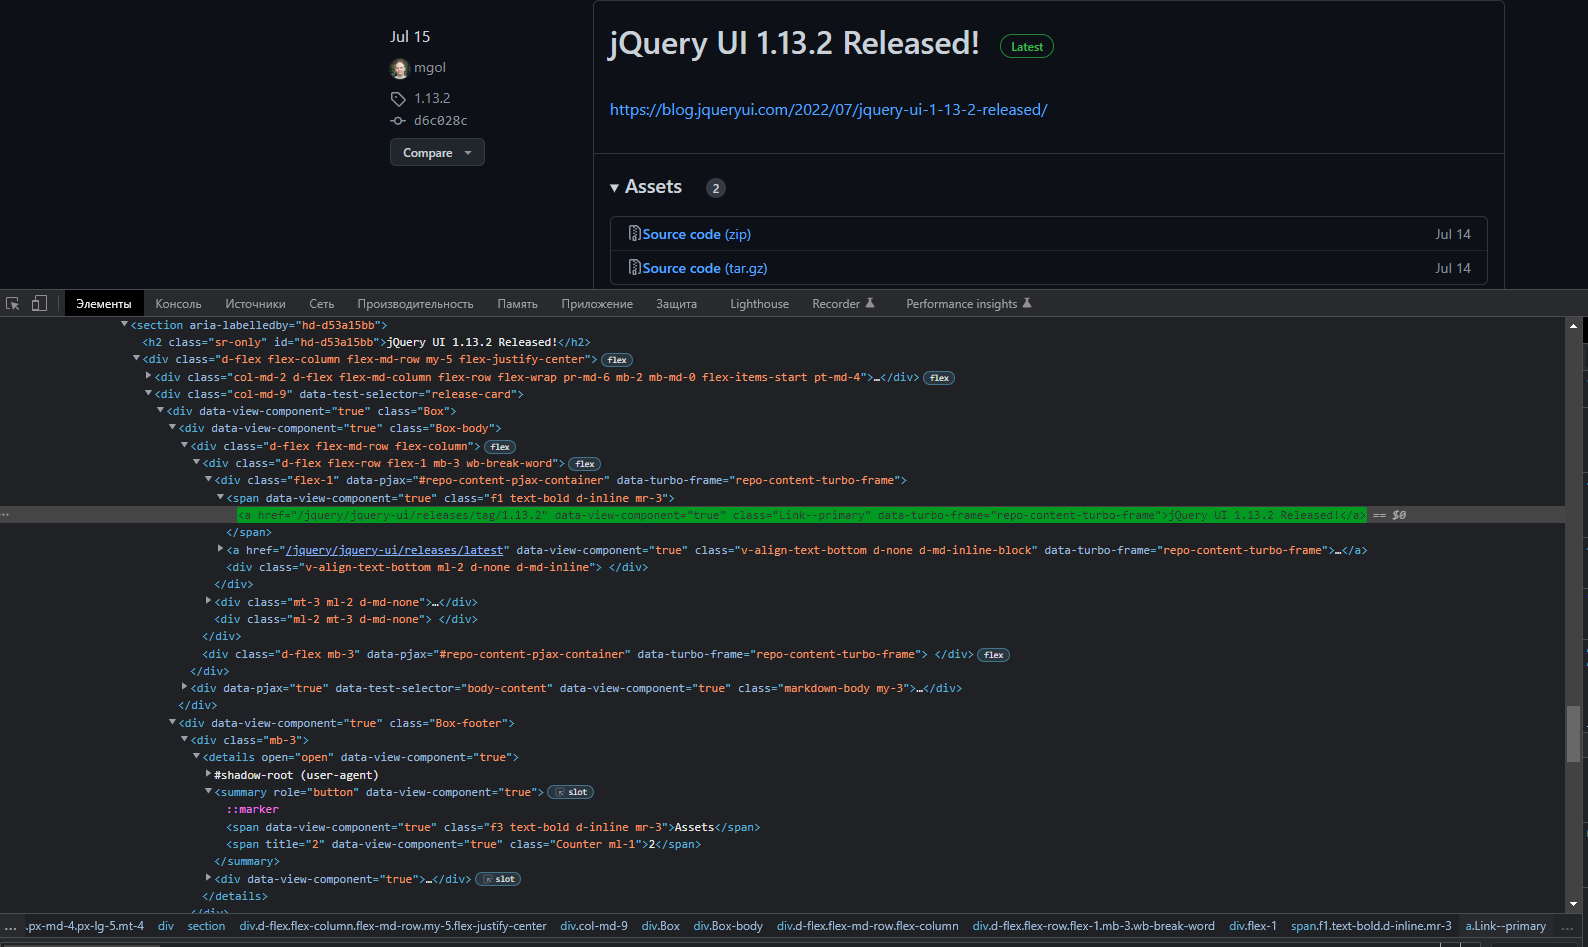 Jul 15
mgol
1.13.2
d6c028c
Compare
jQuery UI 1.13.2 Released! Latest
https://blog.jqueryui.com/2022/07/jquery-ui-1-13-2-released/
Assets 2
Source code (zip) Jul 14
Source code (tar.gz) Jul 14
Элементы Консоль Источники Сеть Производительность Память Приложение Защита Lighthouse Recorder Performance insights
<section aria-labelledby="hd-d53a15bb">
<h2 class="sr-only" id="hd-d53a15bb">jQuery UI 1.13.2 Released!</h2>
<div class="d-flex flex-column flex-md-row my-5 flex-justify-center"> flex
<div class="col-md-2 d-flex flex-md-column flex-row flex-wrap pr-md-6 mb-2 mb-md-0 flex-items-start pt-md-4">…</div> flex
<div class="col-md-9" data-test-selector="release-card">
<div data-view-component="true" class="Box">
<div data-view-component="true" class="Box-body">
<div class="d-flex flex-md-row flex-column"> flex
<div class="d-flex flex-row flex-1 mb-3 wb-break-word"> flex
<div class="flex-1" data-pjax="#repo-content-pjax-container" data-turbo-frame="repo-content-turbo-frame">
<span data-view-component="true" class="f1 text-bold d-inline mr-3">
<a href="/jquery/jquery-ui/releases/tag/1.13.2" data-view-component="true" class="Link--primary" data-turbo-frame="repo-content-turbo-frame">jQuery UI 1.13.2 Released!</a> == $0
</span>
<a href="/jquery/jquery-ui/releases/latest" data-view-component="true" class="v-align-text-bottom d-none d-md-inline-block" data-turbo-frame="repo-content-turbo-frame">…</a>
<div class="v-align-text-bottom ml-2 d-none d-md-inline"> </div>
</div>
<div class="mt-3 ml-2 d-md-none">…</div>
<div class="ml-2 mt-3 d-md-none"> </div>
</div>
<div class="d-flex mb-3" data-pjax="#repo-content-pjax-container" data-turbo-frame="repo-content-turbo-frame"> </div> flex
</div>
<div data-pjax="true" data-test-selector="body-content" data-view-component="true" class="markdown-body my-3">…</div>
</div>
<div data-view-component="true" class="Box-footer">
<div class="mb-3">
<details open="open" data-view-component="true">
#shadow-root (user-agent)
<summary role="button" data-view-component="true"> slot
::marker
<span data-view-component="true" class="f3 text-bold d-inline mr-3">Assets</span>
<span title="2" data-view-component="true" class="Counter ml-1">2</span>
</summary>
<div data-view-component="true">…</div> slot
</details>
</div>
… .px-md-4.px-lg-5.mt-4 div section div.d-flex.flex-column.flex-md-row.my-5.flex-justify-center div.col-md-9 div.Box div.Box-body div.d-flex.flex-md-row.flex-column div.d-flex.flex-row.flex-1.mb-3.wb-break-word div.flex-1 span.f1.text-bold.d-inline.mr-3 a.Link--primary …